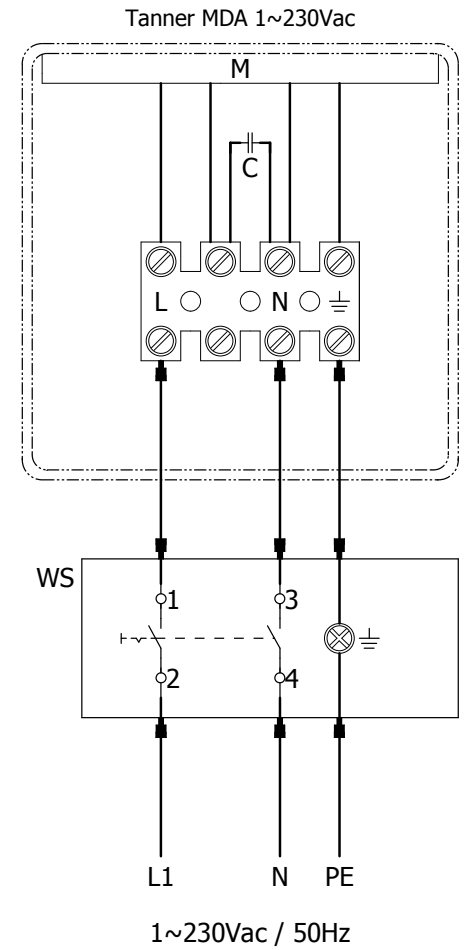 Tanner MDA 1~230Vac
M
C
L N
WS
1 3
2 4
L1 N PE
1~230Vac / 50Hz